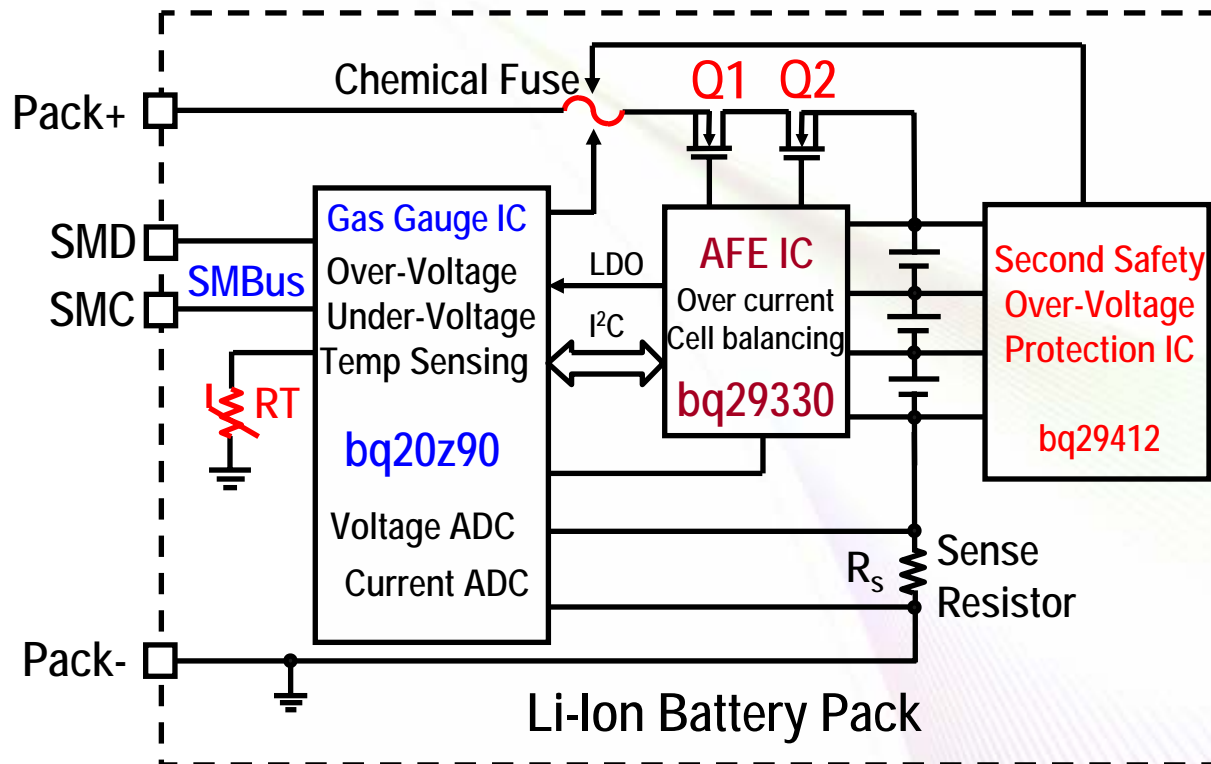 Chemical Fuse
Q1
Q2
Pack+
SMD
SMBus
SMC
RT
Gas Gauge IC
Over-Voltage
Under-Voltage
Temp Sensing
bq20z90
Voltage ADC
Current ADC
LDO
I²C
AFE IC
Over current
Cell balancing
bq29330
Second Safety
Over-Voltage
Protection IC
bq29412
Rₛ
Sense
Resistor
Pack-
Li-Ion Battery Pack